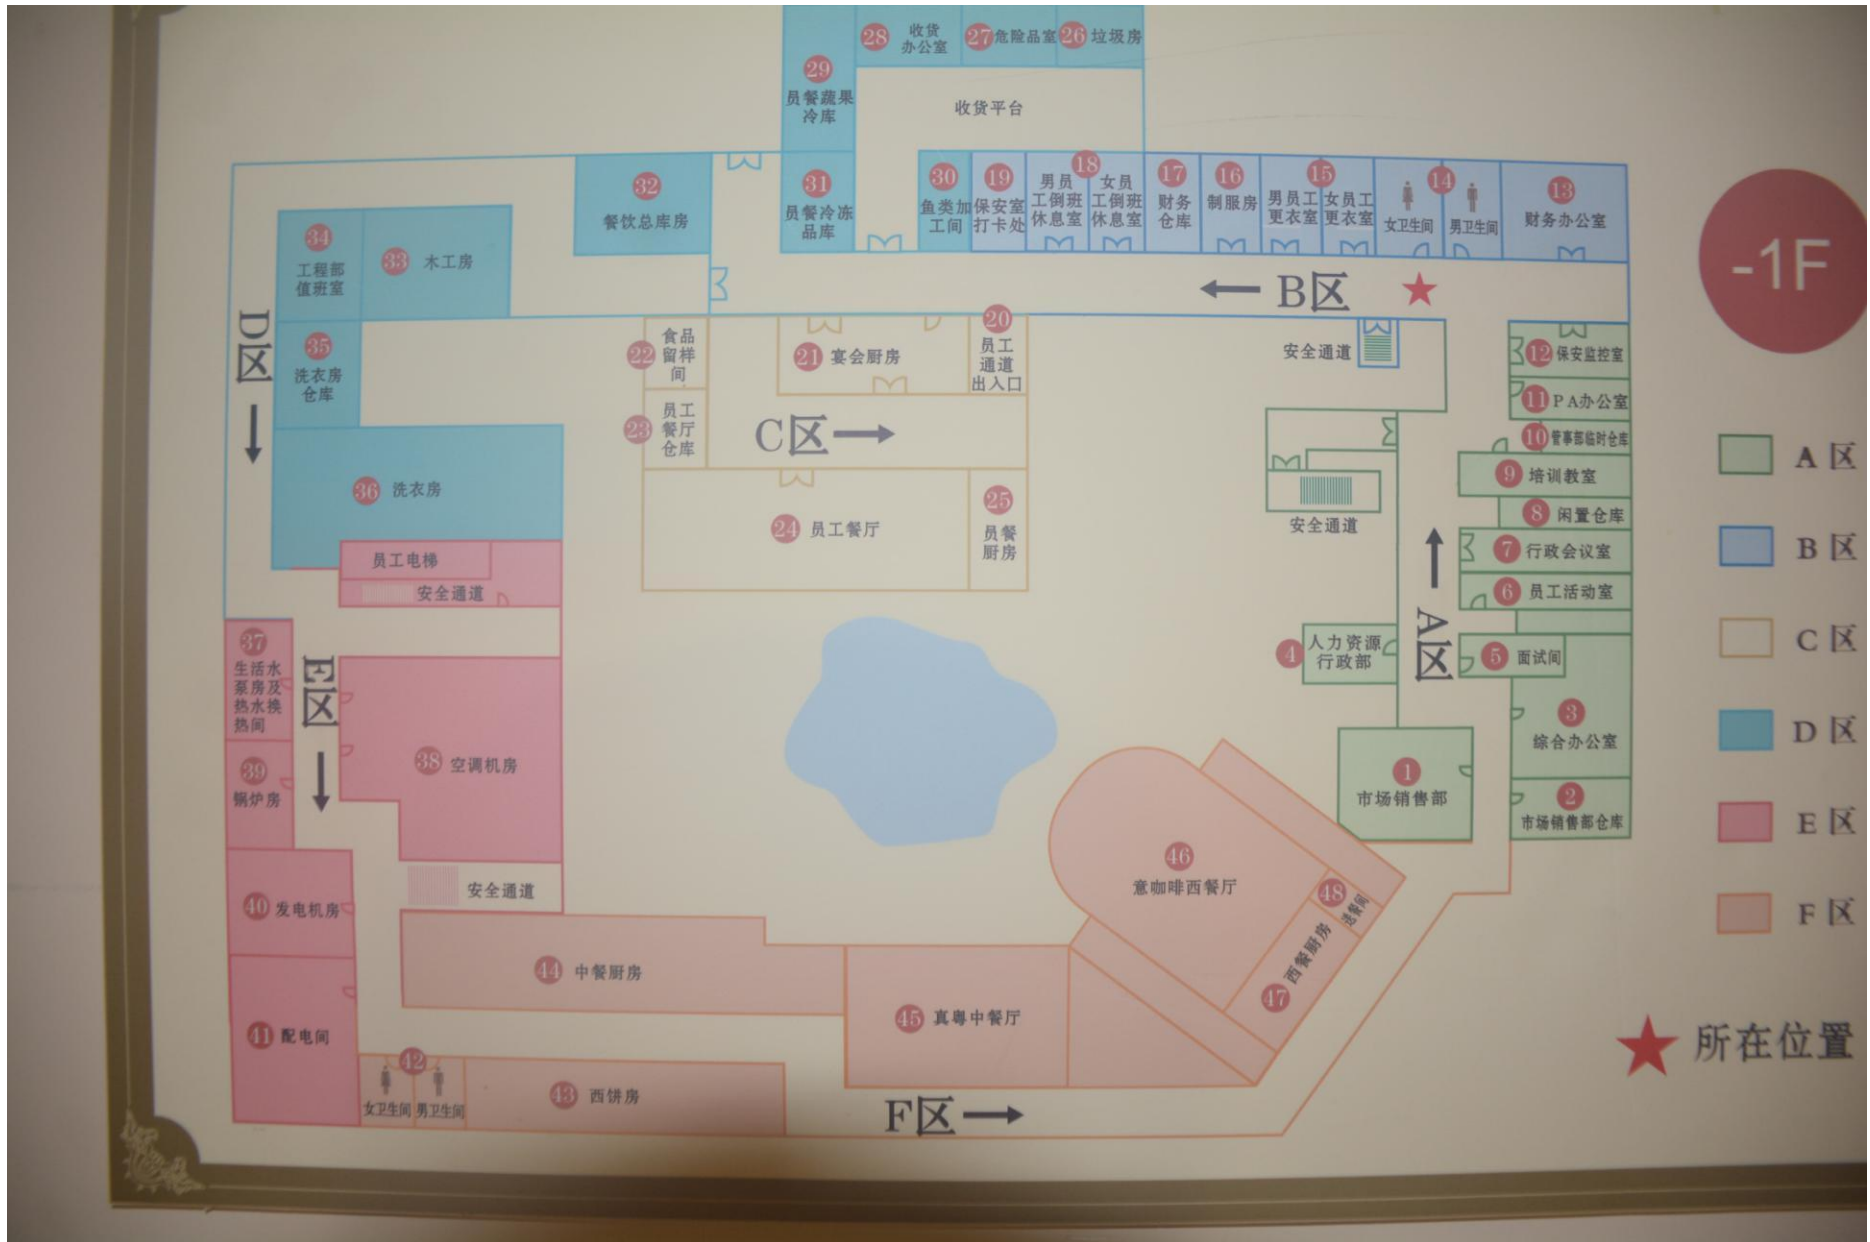 28 收货
办公室
27 危险品室
26 垃圾房
29
员餐蔬果
冷库
收货平台
32
餐饮总库房
31
员餐冷冻
品库
30
鱼类加
工间
19
保安室
打卡处
18
男员
工倒班
休息室
女员
工倒班
休息室
17
财务
仓库
16
制服房
15
男员工
更衣室
女员工
更衣室
14
女卫生间
男卫生间
13
财务办公室
-1F
34
工程部
值班室
33 木工房
B区
D区
35
洗衣房
仓库
22 食品
留样
间
21 宴会厨房
20
员工
通道
出入口
安全通道
12 保安监控室
11 PA办公室
23 员工
餐厅
仓库
C区
10 管事部临时仓库
9 培训教室
8 闲置仓库
安全通道
36 洗衣房
24 员工餐厅
25
员餐
厨房
7 行政会议室
6 员工活动室
员工电梯
安全通道
A区
4 人力资源
行政部
5 面试间
37
生活水
泵房及
热水换
热间
E区
3
综合办公室
38 空调机房
39
锅炉房
1
市场销售部
2
市场销售部仓库
46
意咖啡西餐厅
48
安全通道
40 发电机房
47 西餐厨房
44 中餐厨房
45 真粤中餐厅
41 配电间
42
女卫生间
男卫生间
43 西饼房
F区
A 区
B 区
C 区
D 区
E 区
F 区
所在位置